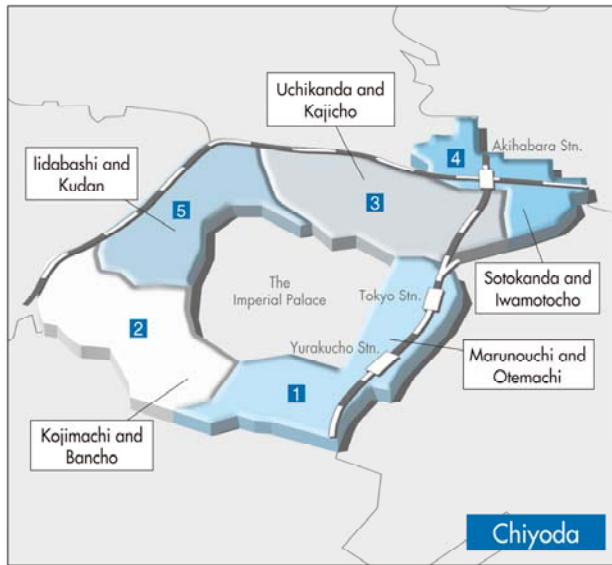 Uchikanda and
Kajicho
4
Akihabara Stn.
Iidabashi and
Kudan
5
3
The
Imperial Palace
Sotokanda and
Iwamotocho
Tokyo Stn.
2
Yurakucho Stn.
Marunouchi and
Otemachi
1
Kojimachi and
Bancho
Chiyoda